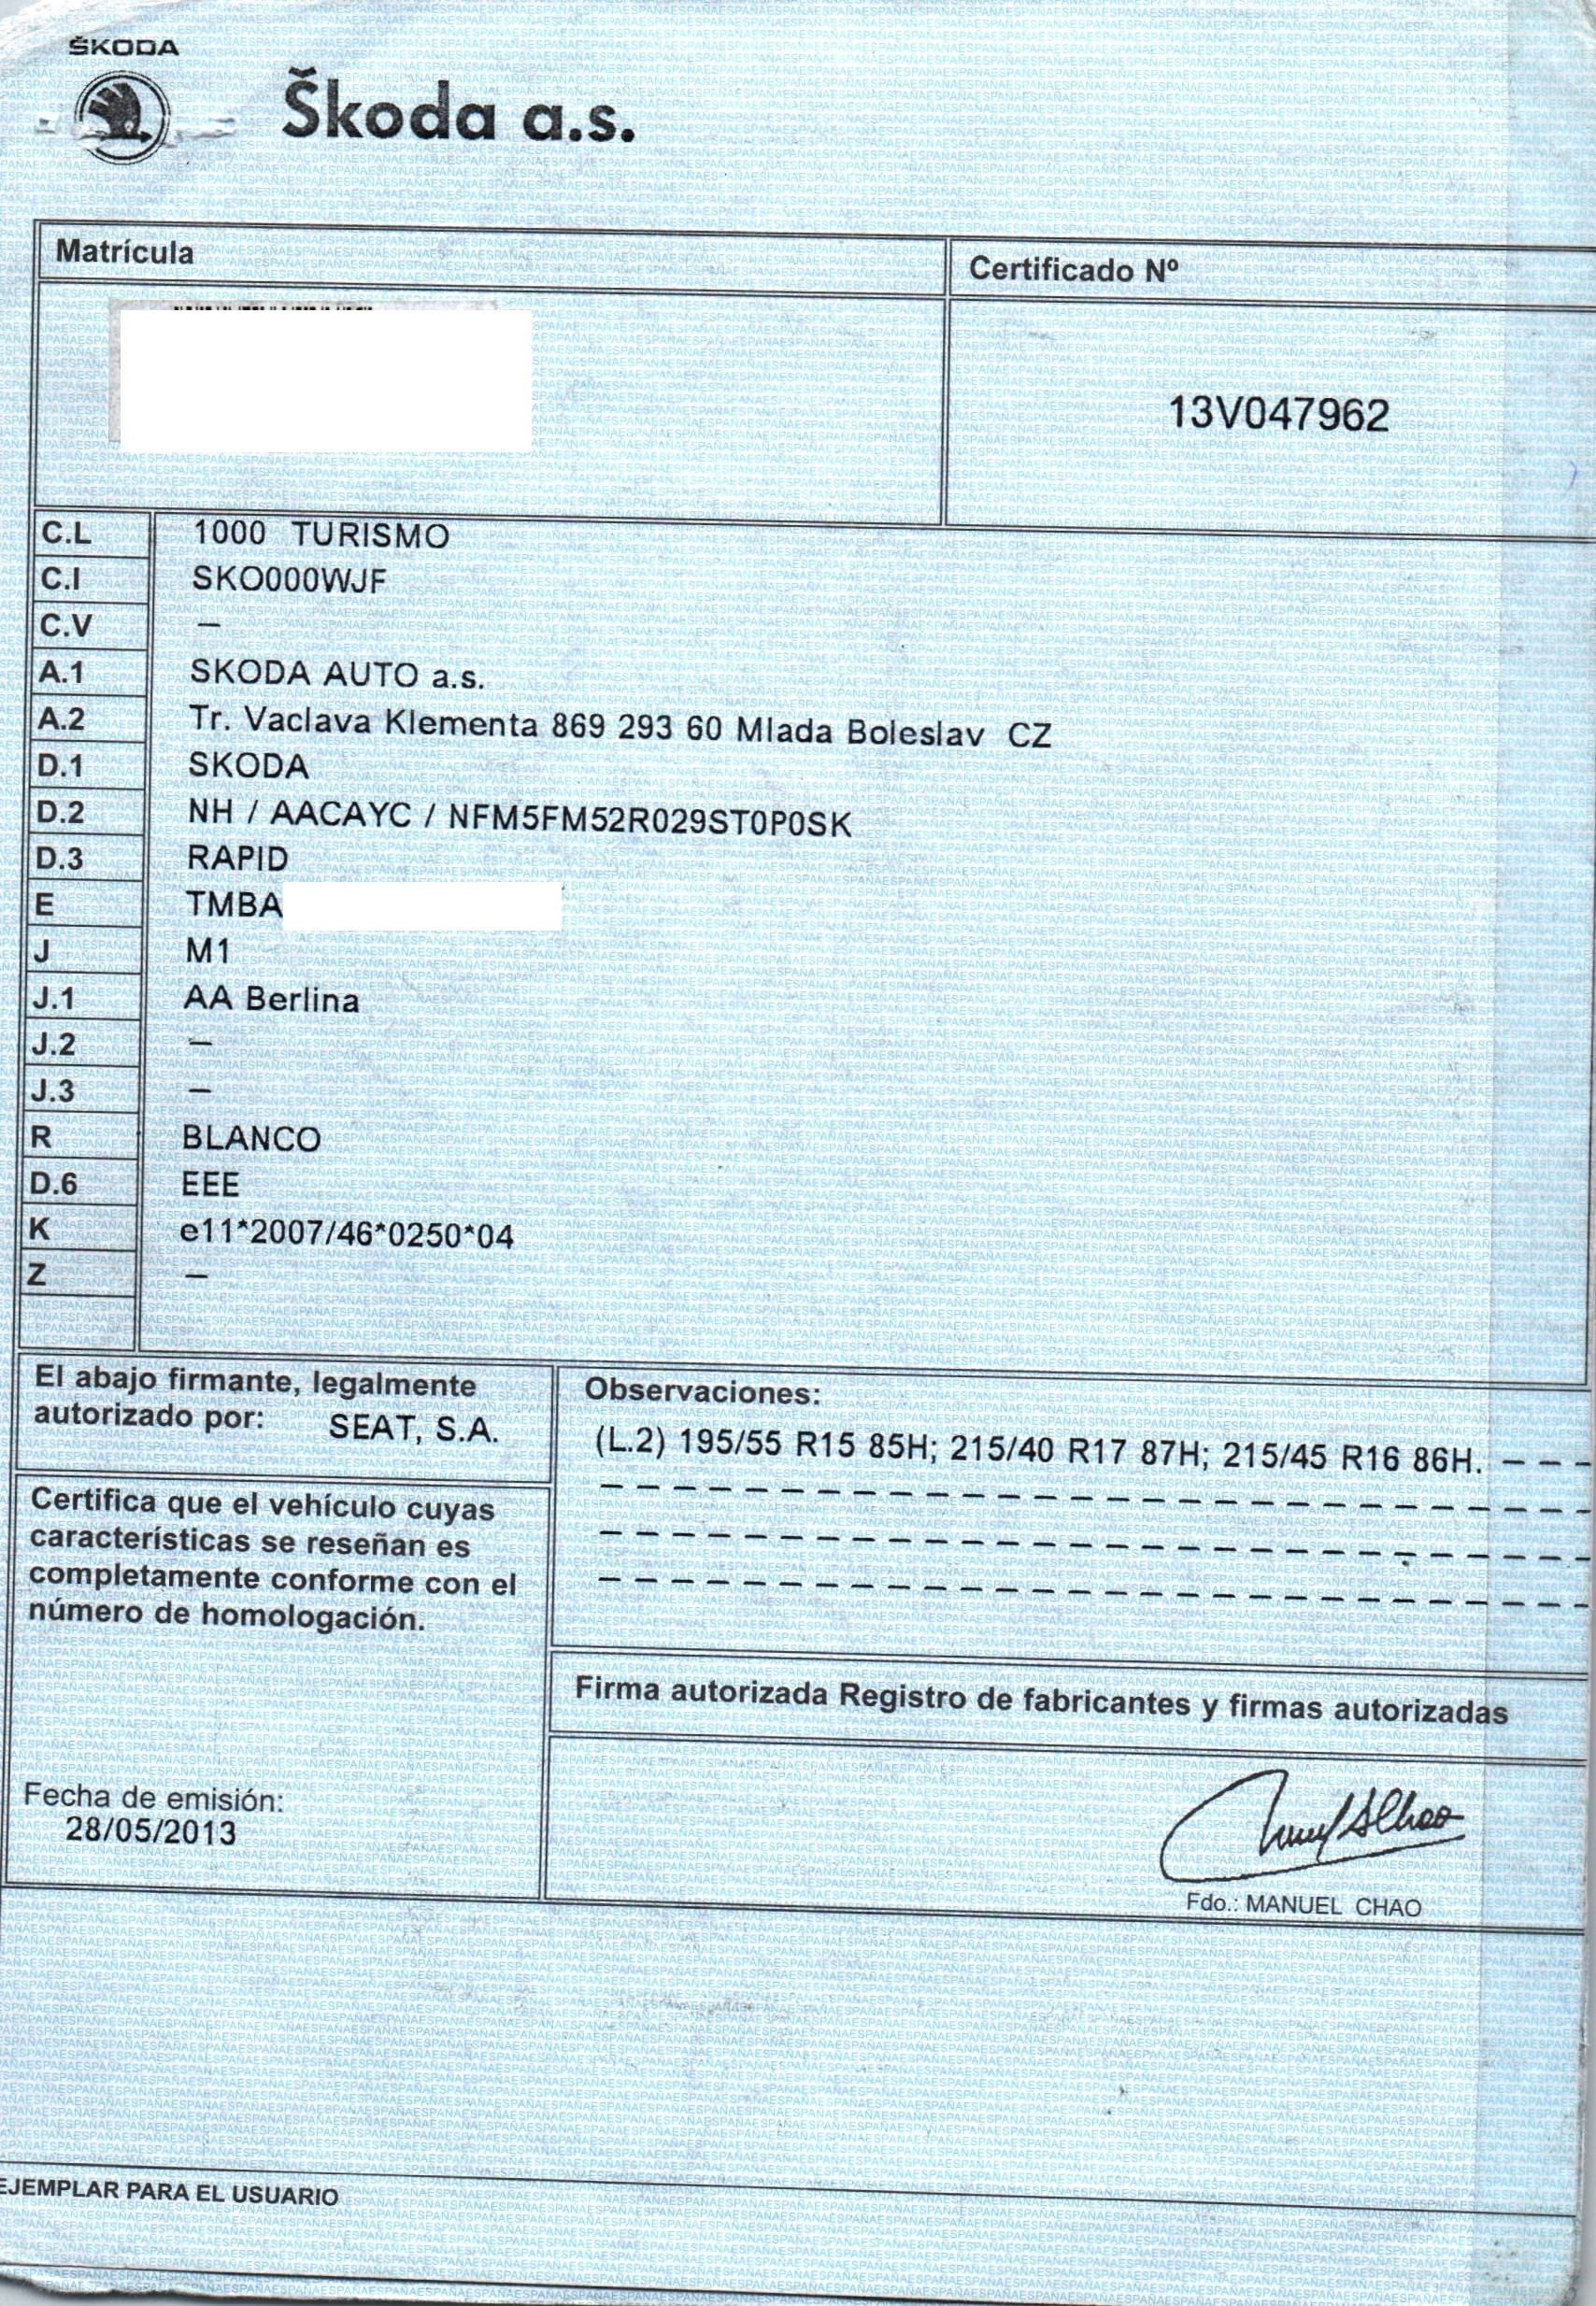 ŠKODA
Škoda a.s.
Matrícula
Certificado Nº
13V047962
C.L 1000 TURISMO
C.I SKO000WJF
C.V –
A.1 SKODA AUTO a.s.
A.2 Tr. Vaclava Klementa 869 293 60 Mlada Boleslav CZ
D.1 SKODA
D.2 NH / AACAYC / NFM5FM52R029ST0P0SK
D.3 RAPID
E TMBA
J M1
J.1 AA Berlina
J.2 –
J.3 –
R BLANCO
D.6 EEE
K e11*2007/46*0250*04
Z –
El abajo firmante, legalmente
autorizado por: SEAT, S.A.
Certifica que el vehículo cuyas
características se reseñan es
completamente conforme con el
número de homologación.
Fecha de emisión:
28/05/2013
Observaciones:
(L.2) 195/55 R15 85H; 215/40 R17 87H; 215/45 R16 86H. – – –
Firma autorizada Registro de fabricantes y firmas autorizadas
Fdo.: MANUEL CHAO
EJEMPLAR PARA EL USUARIO